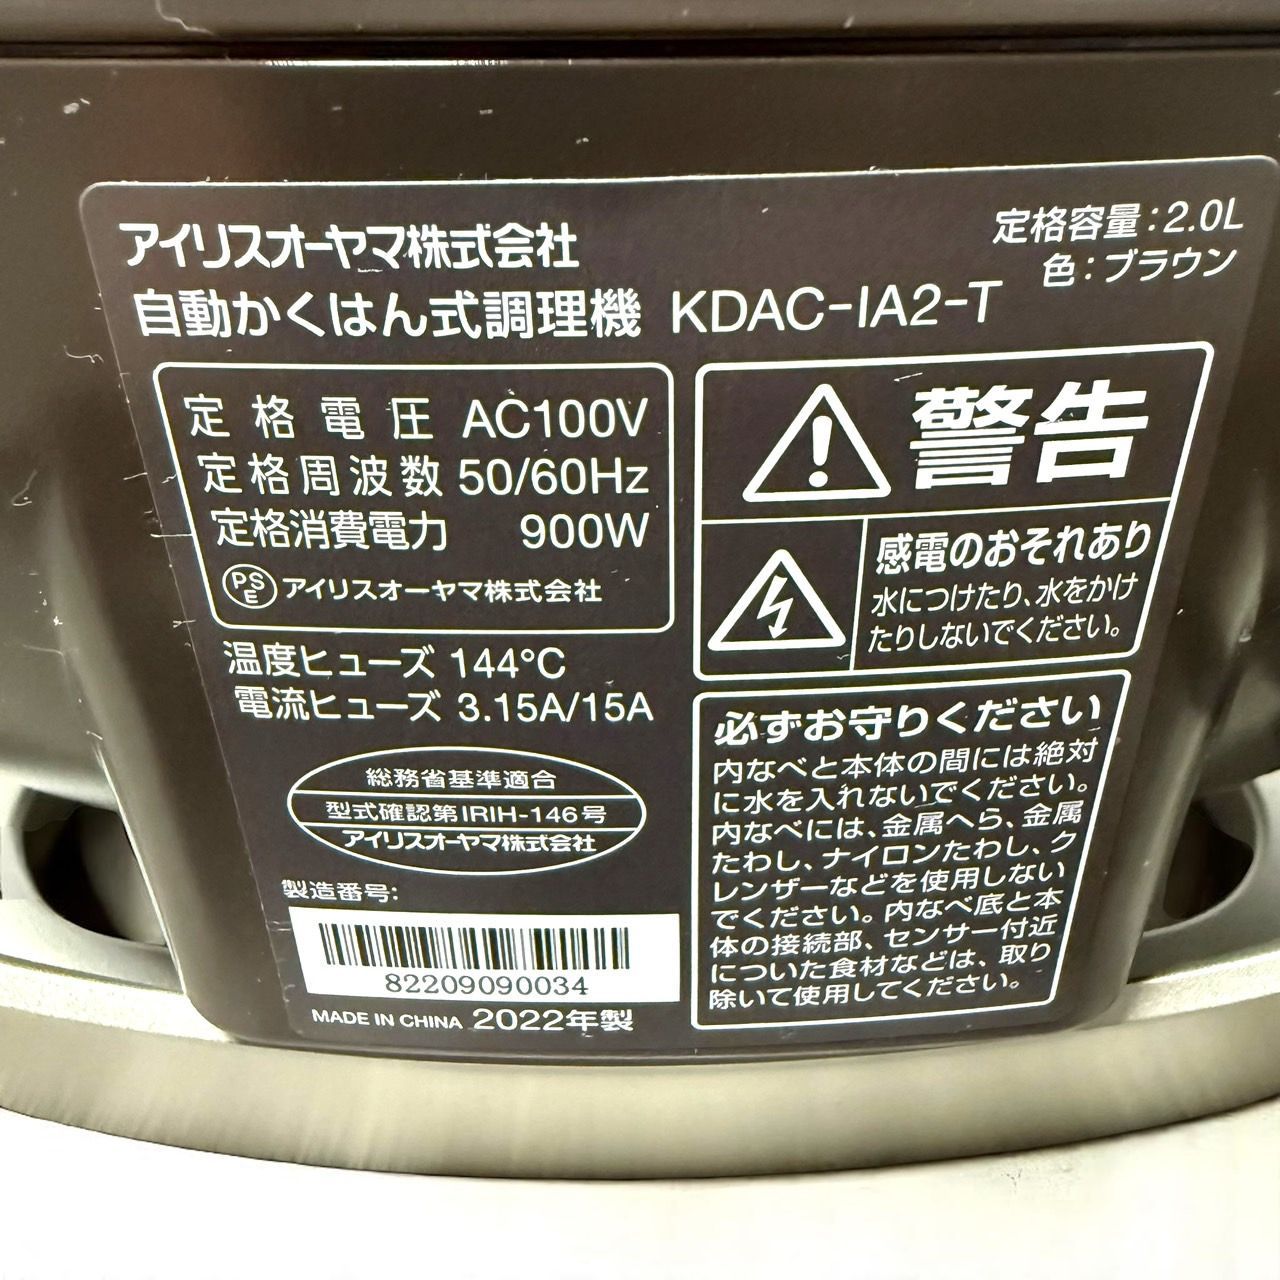 アイリスオーヤマ株式会社
定格容量:2.0L
色:ブラウン
自動かくはん式調理機 KDAC-IA2-T
定格電圧 AC100V
定格周波数 50/60Hz
定格消費電力 900W
PSE アイリスオーヤマ株式会社
温度ヒューズ 144℃
電流ヒューズ 3.15A/15A
総務省基準適合
型式確認第IRIH-146号
アイリスオーヤマ株式会社
製造番号:
82209090034
MADE IN CHINA 2022年製
警告
感電のおそれあり
水につけたり、水をかけ
たりしないでください。
必ずお守りください
内なべと本体の間には絶対
に水を入れないでください。
内なべには、金属へら、金属
たわし、ナイロンたわし、ク
レンザーなどを使用しない
でください。内なべ底と本
体の接続部、センサー付近
についた食材などは、取り
除いて使用してください。